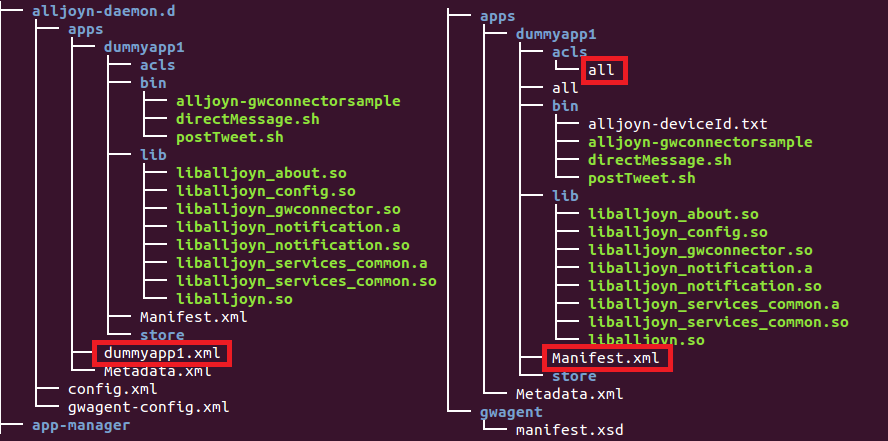 alljoyn-daemon.d
apps
dummyapp1
acls
bin
alljoyn-gwconnectorsample
directMessage.sh
postTweet.sh
lib
liballjoyn_about.so
liballjoyn_config.so
liballjoyn_gwconnector.so
liballjoyn_notification.a
liballjoyn_notification.so
liballjoyn_services_common.a
liballjoyn_services_common.so
liballjoyn.so
Manifest.xml
store
dummyapp1.xml
Metadata.xml
config.xml
gwagent-config.xml
app-manager
apps
dummyapp1
acls
all
all
bin
alljoyn-deviceId.txt
alljoyn-gwconnectorsample
directMessage.sh
postTweet.sh
lib
liballjoyn_about.so
liballjoyn_config.so
liballjoyn_gwconnector.so
liballjoyn_notification.a
liballjoyn_notification.so
liballjoyn_services_common.a
liballjoyn_services_common.so
liballjoyn.so
Manifest.xml
store
Metadata.xml
gwagent
manifest.xsd